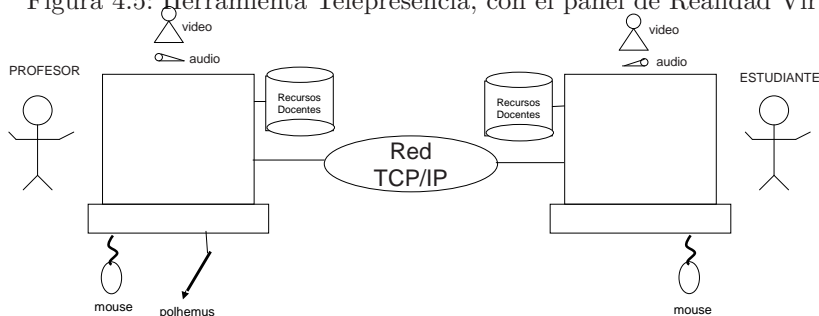 Figura 4.5: Herramienta Telepresencia, con el panel de Realidad Vir
video
audio
PROFESOR
Recursos
Docentes
Red
TCP/IP
mouse
polhemus
video
audio
ESTUDIANTE
Recursos
Docentes
mouse